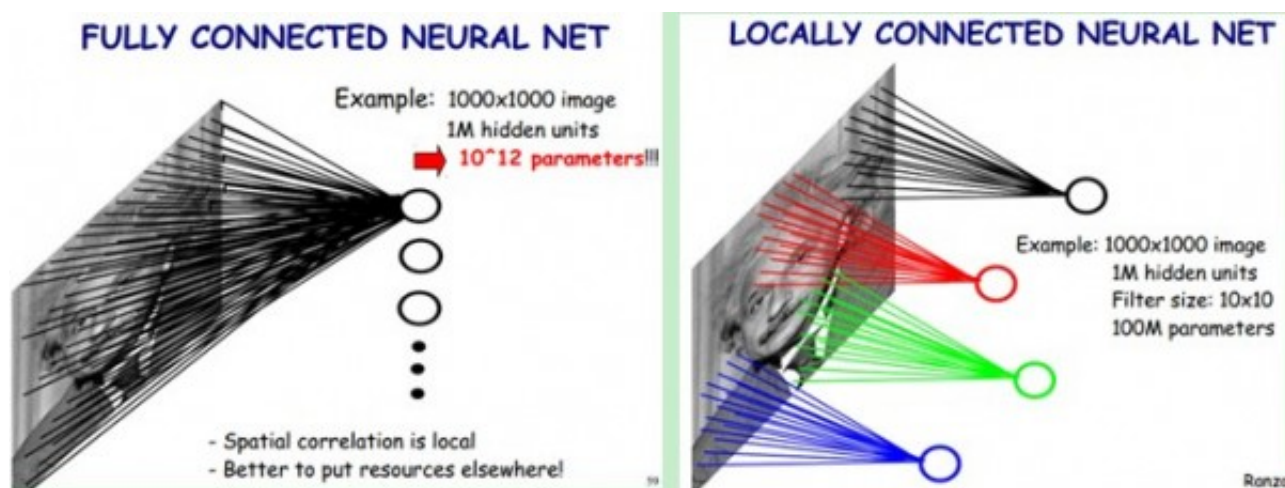 FULLY CONNECTED NEURAL NET
Example: 1000x1000 image
1M hidden units
10^12 parameters!!!
- Spatial correlation is local
- Better to put resources elsewhere!
59
LOCALLY CONNECTED NEURAL NET
Example: 1000x1000 image
1M hidden units
Filter size: 10x10
100M parameters